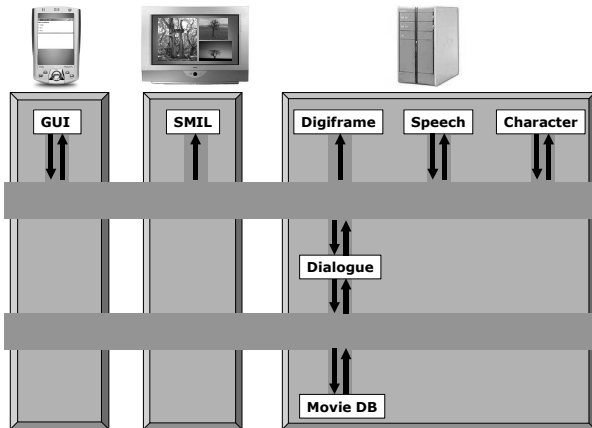 GUI
SMIL
Digiframe
Speech
Character
Dialogue
Movie DB